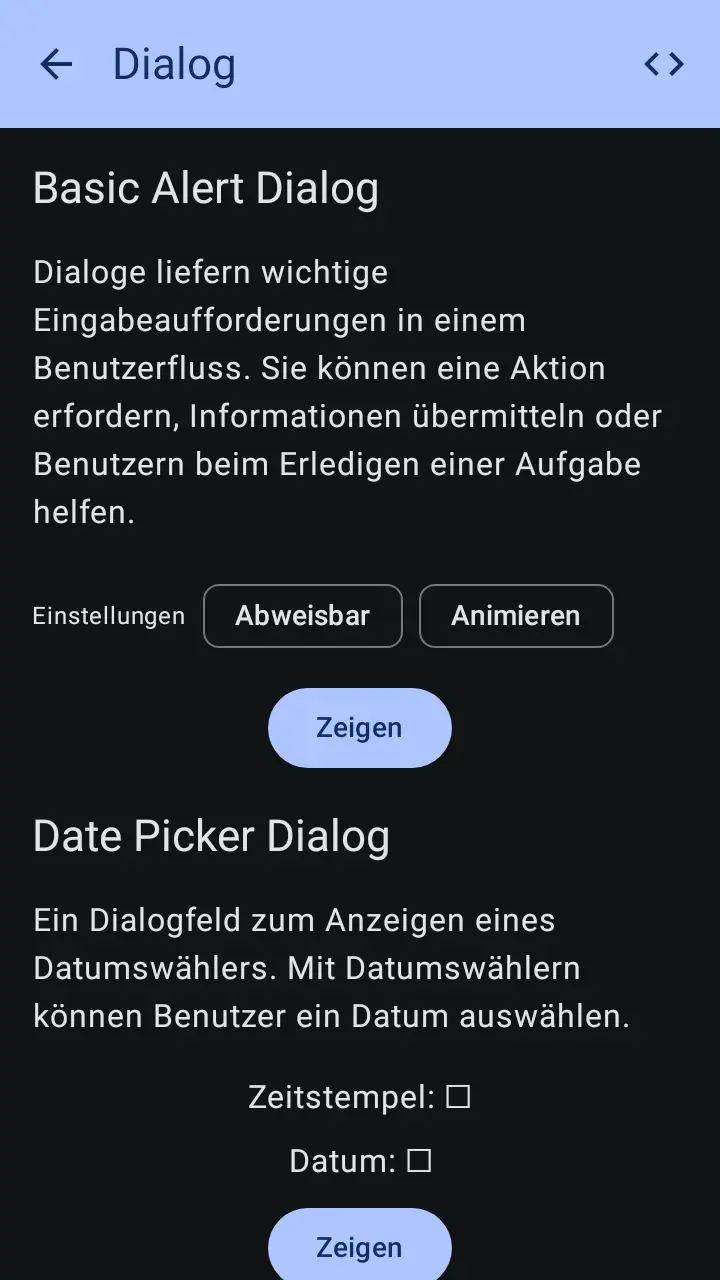 Dialog
Basic Alert Dialog
Dialoge liefern wichtige
Eingabeaufforderungen in einem
Benutzerfluss. Sie können eine Aktion
erfordern, Informationen übermitteln oder
Benutzern beim Erledigen einer Aufgabe
helfen.
Einstellungen Abweisbar Animieren
Zeigen
Date Picker Dialog
Ein Dialogfeld zum Anzeigen eines
Datumswählers. Mit Datumswählern
können Benutzer ein Datum auswählen.
Zeitstempel: ☐
Datum: ☐
Zeigen